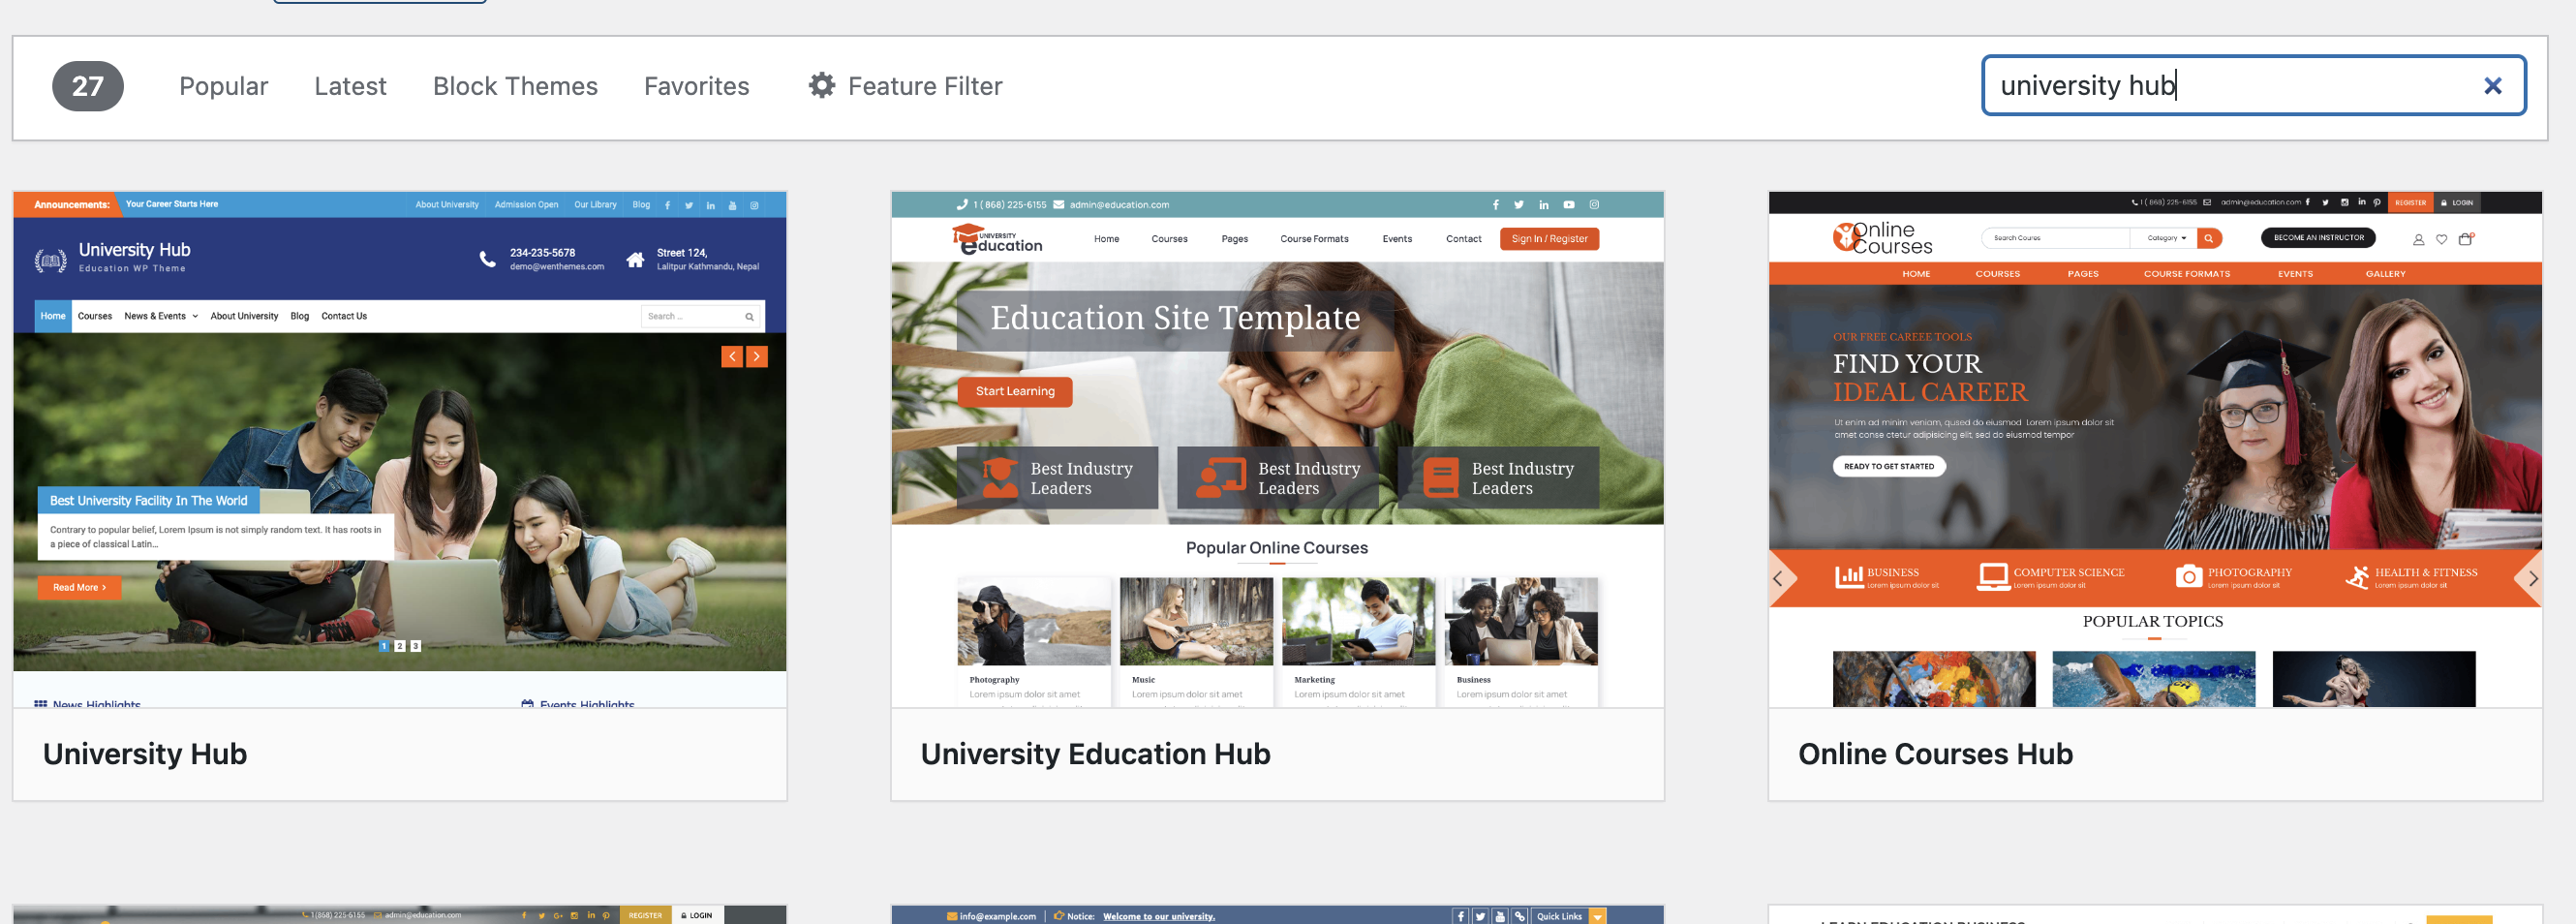 27 Popular Latest Block Themes Favorites Feature Filter university hub
Announcements: Your Career Starts Here About University Admission Open Our Library Blog
University Hub
Education WP Theme
234-235-5678
demo@wenthemes.com
Street 124,
Lalitpur Kathmandu, Nepal
Home Courses News & Events About University Blog Contact Us Search ...
Best University Facility In The World
Contrary to popular belief, Lorem Ipsum is not simply random text. It has roots in
a piece of classical Latin...
Read More
1 2 3
News Highlights Events Highlights
University Hub
1 ( 868) 225-6155 admin@education.com
UNIVERSITY
education
Home Courses Pages Course Formats Events Contact Sign In / Register
Education Site Template
Start Learning
Best Industry
Leaders
Best Industry
Leaders
Best Industry
Leaders
Popular Online Courses
Photography
Lorem ipsum dolor sit amet
Music
Lorem ipsum dolor sit amet
Marketing
Lorem ipsum dolor sit amet
Business
Lorem ipsum dolor sit amet
University Education Hub
1 ( 868) 225-6155 admin@education.com REGISTER LOGIN
Online
Courses
Search Coures Category BECOME AN INSTRUCTOR
HOME COURSES PAGES COURSE FORMATS EVENTS GALLERY
OUR FREE CAREEE TOOLS
FIND YOUR
IDEAL CAREER
Ut enim ad minim veniam, qused do eiusmod Lorem ipsum dolor sit
amet conse ctetur adipisicing elit, sed do eiusmod tempor
READY TO GET STARTED
BUSINESS
Lorem ipsum dolor sit
COMPUTER SCIENCE
Lorem ipsum dolor sit
PHOTOGRAPHY
Lorem ipsum dolor sit
HEALTH & FITNESS
Lorem ipsum dolor sit
POPULAR TOPICS
Online Courses Hub
1(868) 225-6155 admin@education.com REGISTER LOGIN
info@example.com Notice: Welcome to our university. Quick Links
LEARN EDUCATION BUSINESS